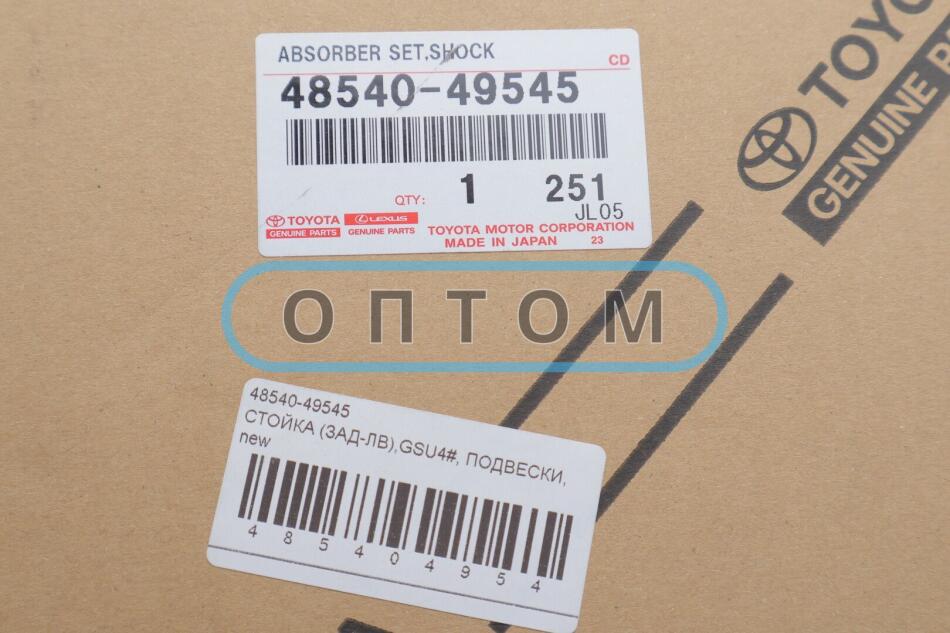 ABSORBER SET,SHOCK
CD
48540-49545
QTY: 1 251
JL05
TOYOTA
GENUINE PARTS
LEXUS
GENUINE PARTS
TOYOTA MOTOR CORPORATION
MADE IN JAPAN 23
TOYO
GENUINE P
ОПТОМ
48540-49545
СТОЙКА (ЗАД-ЛВ),GSU4#, ПОДВЕСКИ,
new
4 8 5 4 0 4 9 5 4